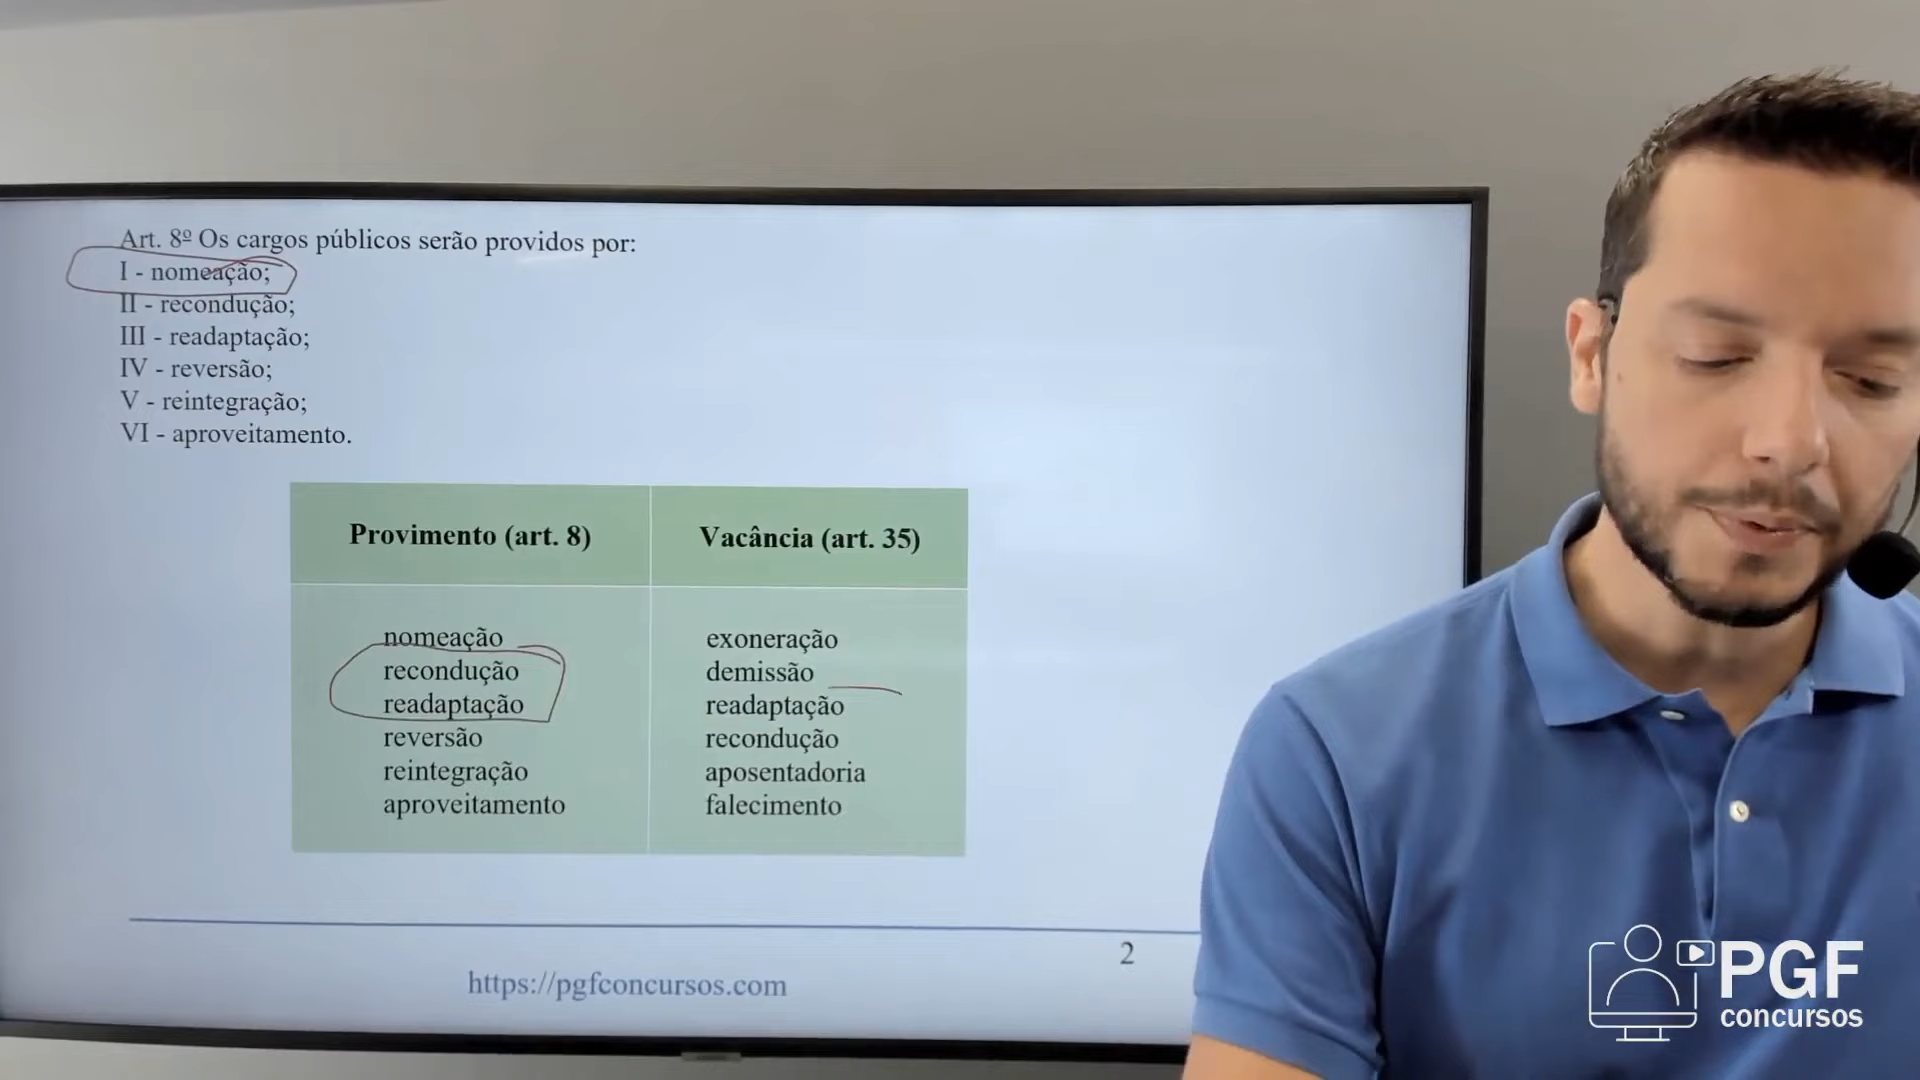 Art. 8º Os cargos públicos serão providos por:
I - nomeação;
II - recondução;
III - readaptação;
IV - reversão;
V - reintegração;
VI - aproveitamento.
Provimento (art. 8)
Vacância (art. 35)
nomeação
recondução
readaptação
reversão
reintegração
aproveitamento
exoneração
demissão
readaptação
recondução
aposentadoria
falecimento
2
https://pgfconcursos.com
PGF
concursos